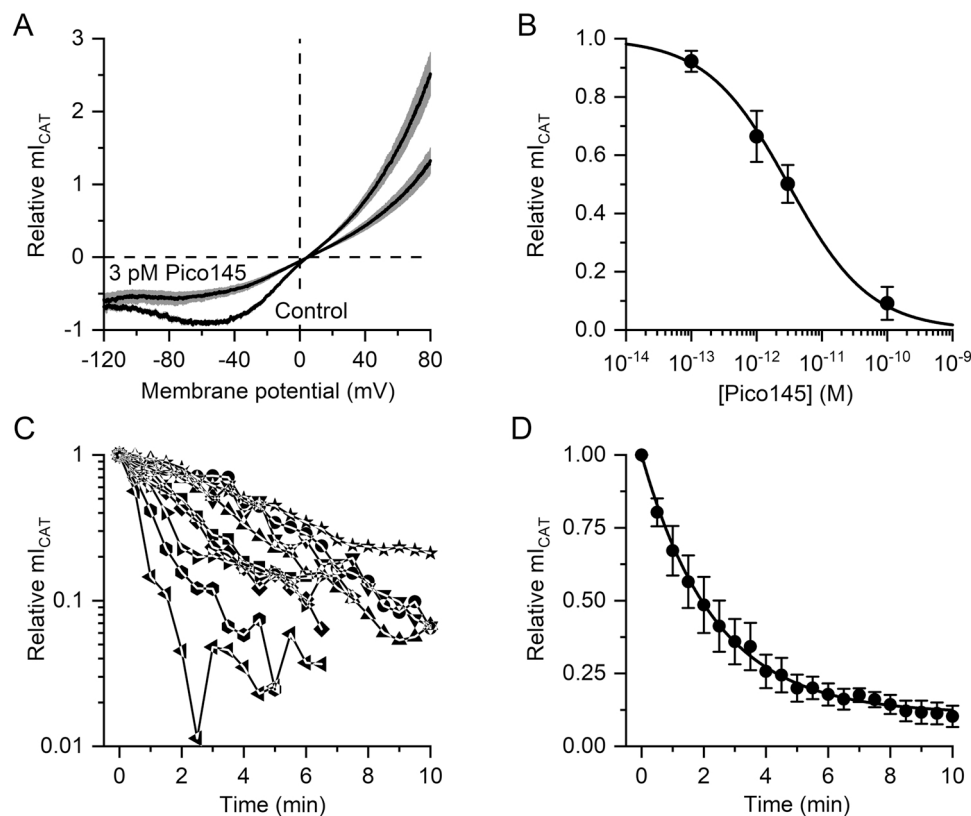 A
Relative mI_CAT
3
2
1
0
-1
3 pM Pico145
Control
-120 -80 -40 0 40 80
Membrane potential (mV)
B
Relative mI_CAT
1.0
0.8
0.6
0.4
0.2
0.0
10^-14 10^-13 10^-12 10^-11 10^-10 10^-9
[Pico145] (M)
C
Relative mI_CAT
1
0.1
0.01
0 2 4 6 8 10
Time (min)
D
Relative mI_CAT
1.00
0.75
0.50
0.25
0.00
0 2 4 6 8 10
Time (min)